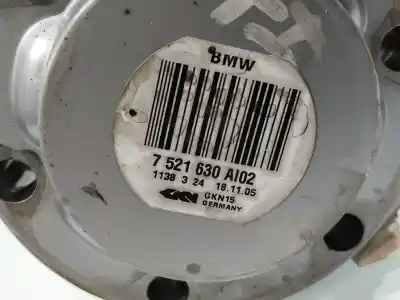 BMW
7 521 630 AI02
1138 3 24 18.11.05
GKN GKN15
GERMANY